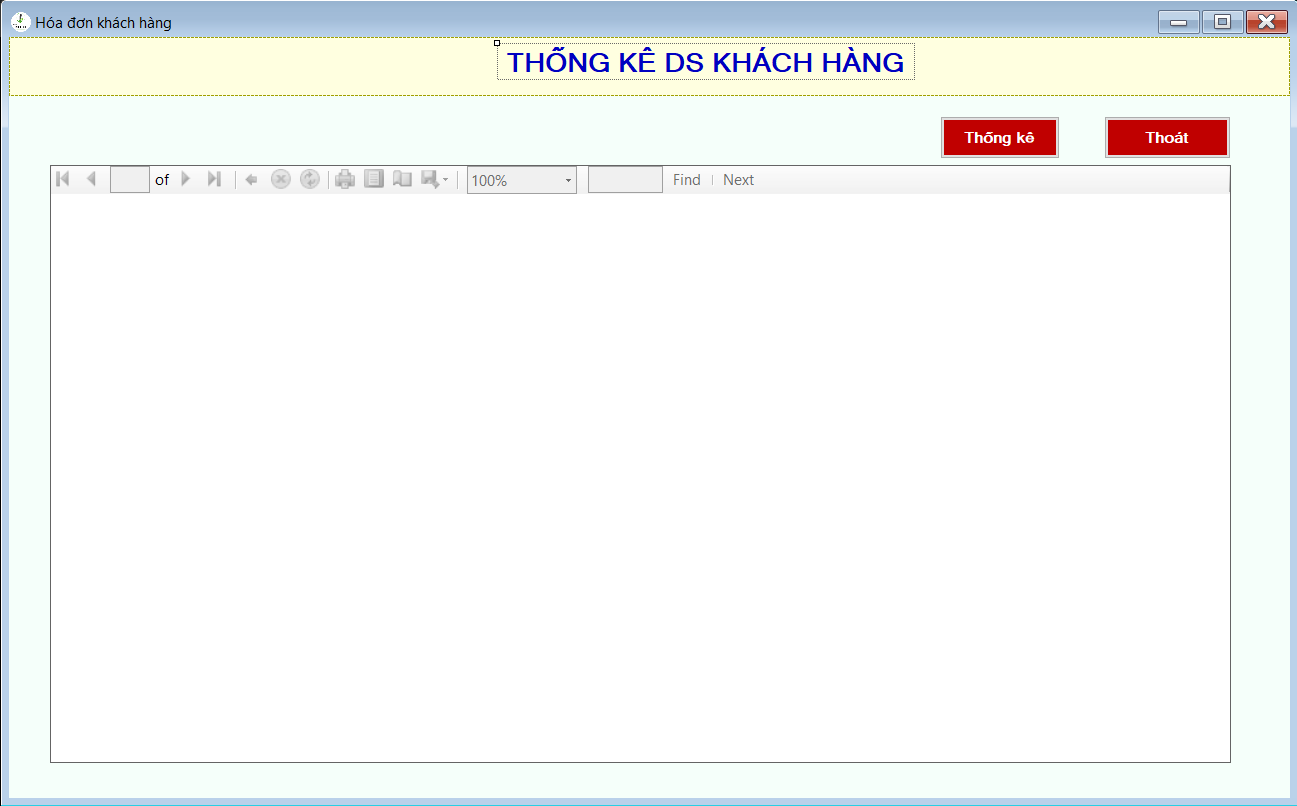 Hóa đơn khách hàng
THỐNG KÊ DS KHÁCH HÀNG
Thống kê Thoát
of 100% Find Next